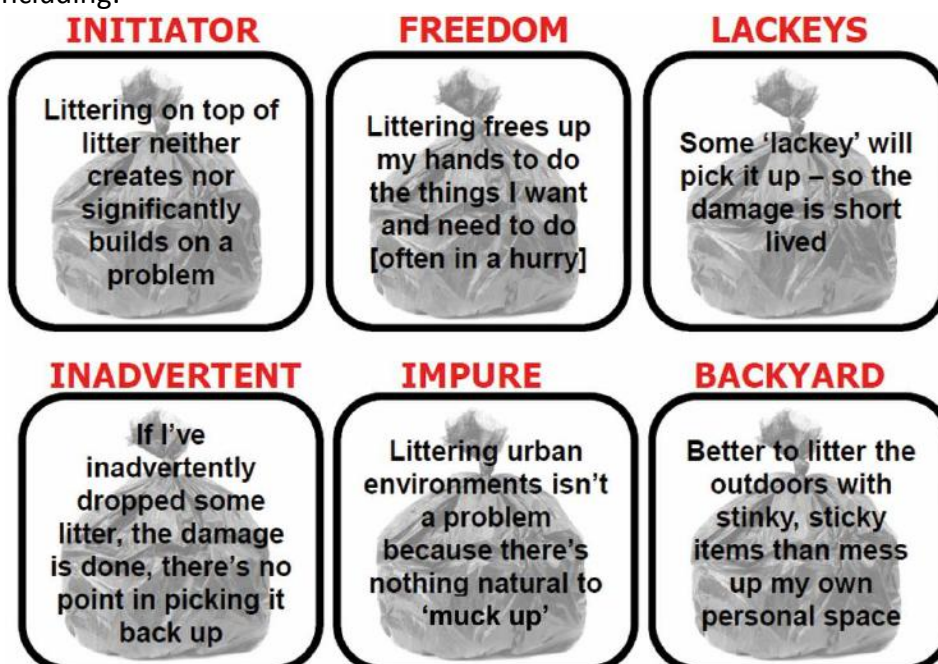 ncluding:
INITIATOR
Littering on top of
litter neither
creates nor
significantly
builds on a
problem
FREEDOM
Littering frees up
my hands to do
the things I want
and need to do
[often in a hurry]
LACKEYS
Some ‘lackey’ will
pick it up – so the
damage is short
lived
INADVERTENT
If I’ve
inadvertently
dropped some
litter, the damage
is done, there’s no
point in picking it
back up
IMPURE
Littering urban
environments isn’t
a problem
because there’s
nothing natural to
‘muck up’
BACKYARD
Better to litter the
outdoors with
stinky, sticky
items than mess
up my own
personal space